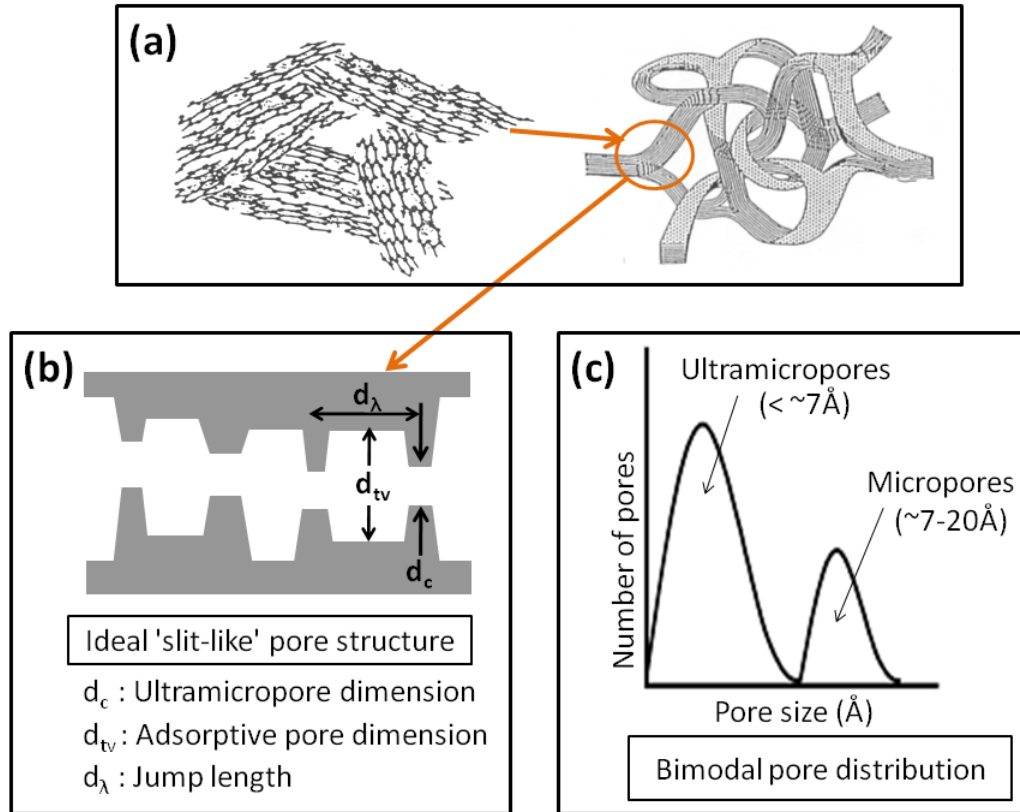 (a)
(b)
dλ
dtv
dc
Ideal 'slit-like' pore structure
dc : Ultramicropore dimension
dtv : Adsorptive pore dimension
dλ : Jump length
(c)
Ultramicropores
(< ~7Å)
Micropores
(~7-20Å)
Number of pores
Pore size (Å)
Bimodal pore distribution